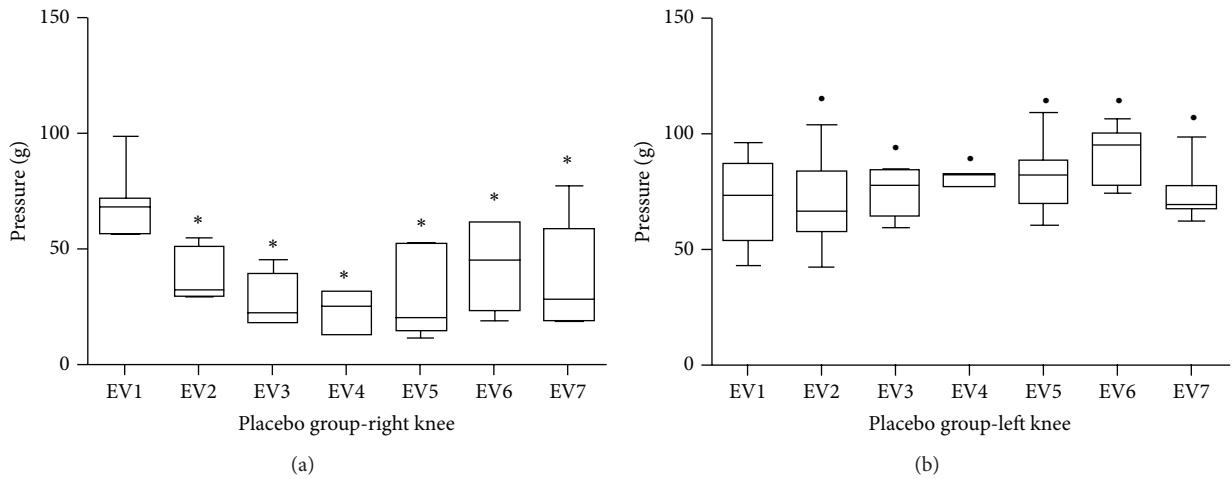 150
100
50
0
Pressure (g)
*
*
*
*
*
*
EV1 EV2 EV3 EV4 EV5 EV6 EV7
Placebo group-right knee
(a)
150
100
50
0
Pressure (g)
EV1 EV2 EV3 EV4 EV5 EV6 EV7
Placebo group-left knee
(b)